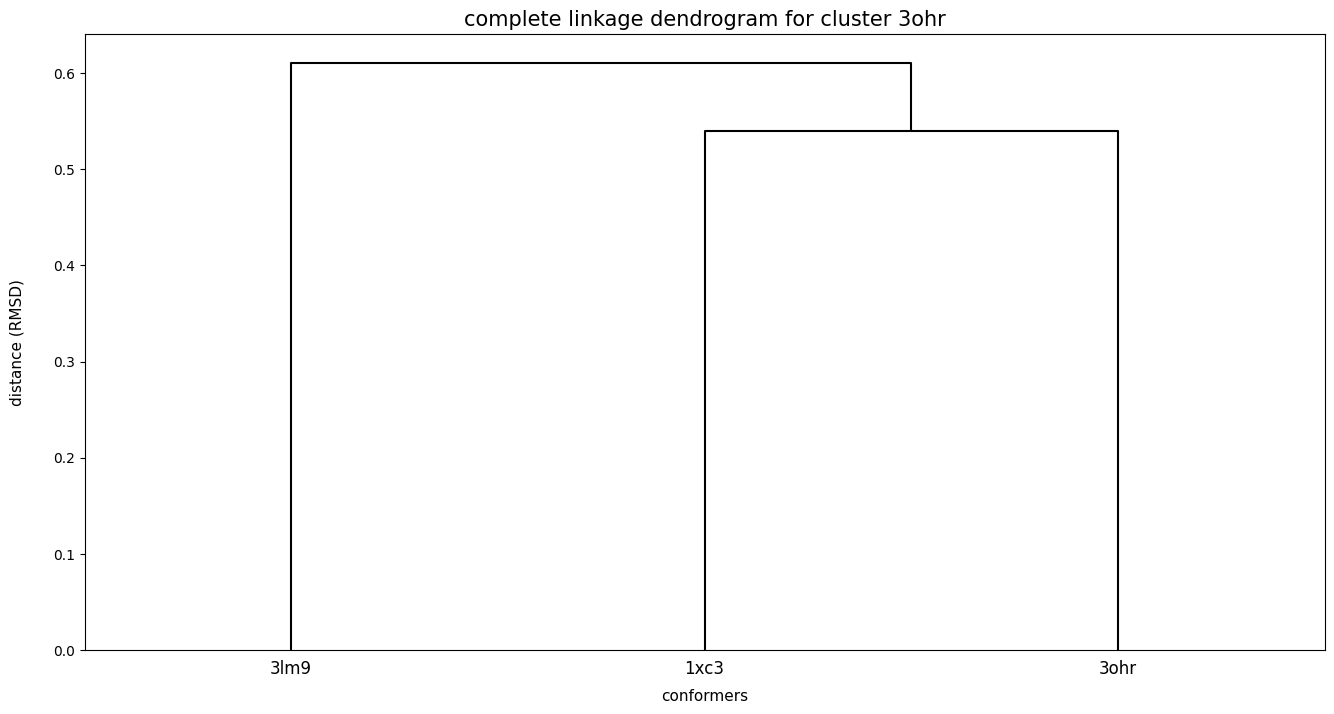 complete linkage dendrogram for cluster 3ohr
0.6
0.5
0.4
0.3
0.2
0.1
0.0
distance (RMSD)
3lm9 1xc3 3ohr
conformers